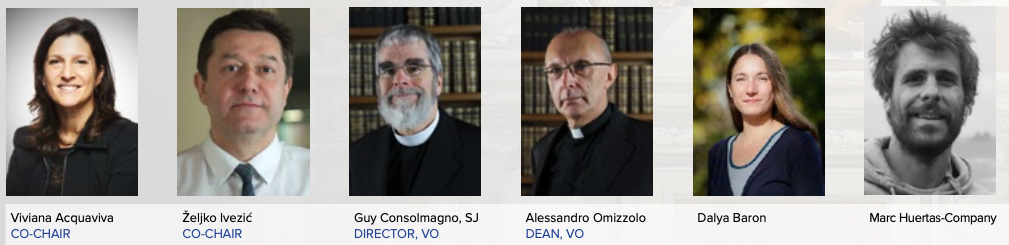 Viviana Acquaviva
CO-CHAIR
Željko Ivezić
CO-CHAIR
Guy Consolmagno, SJ
DIRECTOR, VO
Alessandro Omizzolo
DEAN, VO
Dalya Baron
Marc Huertas-Company